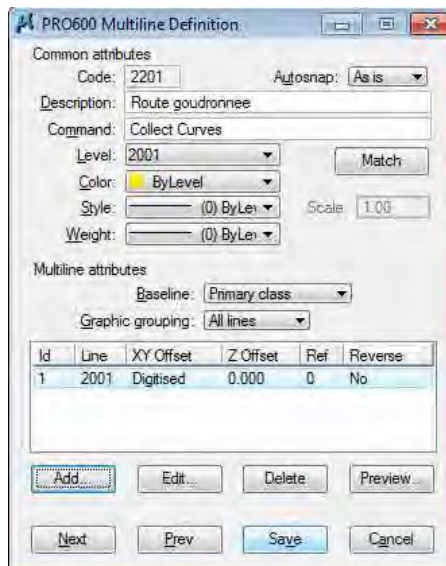 PRO600 Multiline Definition
Common attributes
Code: 2201 Autosnap: As is
Description: Route goudronnee
Command: Collect Curves
Level: 2001 Match
Color: ByLevel
Style: (0) ByLev Scale 1.00
Weight: (0) ByLev
Multiline attributes
Baseline: Primary class
Graphic grouping: All lines
Id Line XY Offset Z Offset Ref Reverse
1 2001 Digitised 0.000 0 No
Add... Edit... Delete Preview...
Next Prev Save Cancel